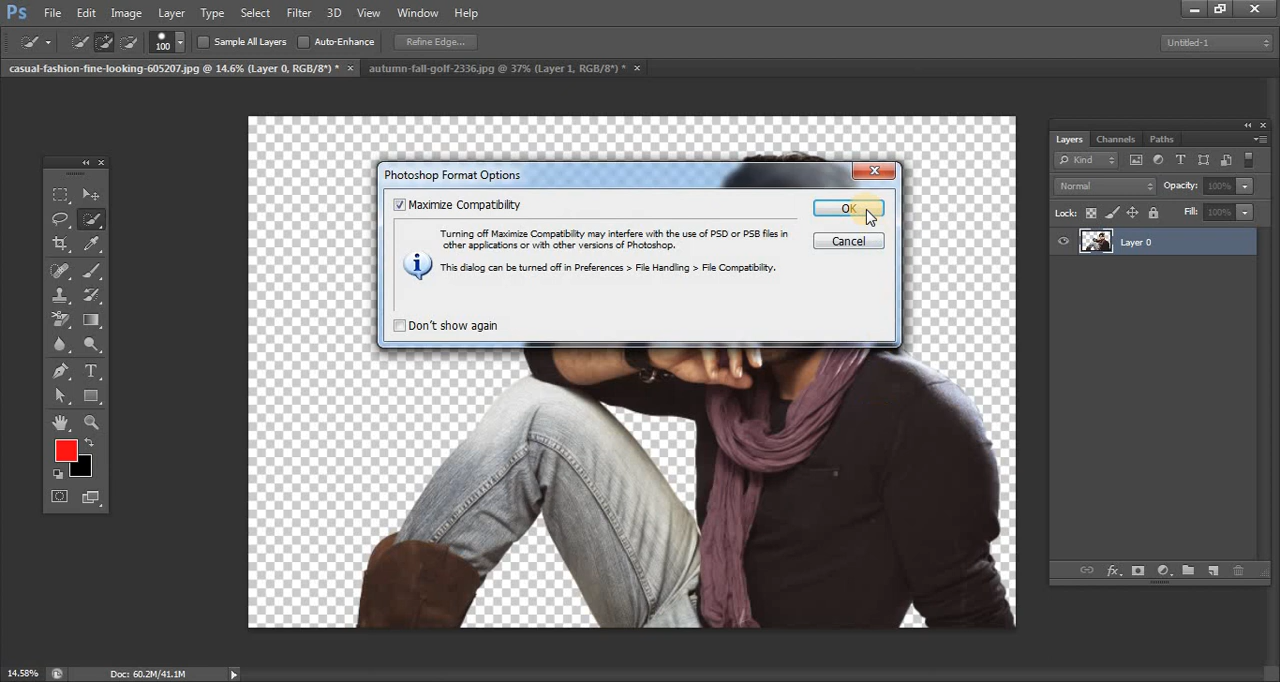 Ps File Edit Image Layer Type Select Filter 3D View Window Help
100 Sample All Layers Auto-Enhance Refine Edge... Untitled-1
casual-fashion-fine-looking-605207.jpg @ 14.6% (Layer 0, RGB/8*) * × autumn-fall-golf-2336.jpg @ 37% (Layer 1, RGB/8*) * ×
Photoshop Format Options
Maximize Compatibility
OK
Turning off Maximize Compatibility may interfere with the use of PSD or PSB files in
other applications or with other versions of Photoshop.
Cancel
This dialog can be turned off in Preferences > File Handling > File Compatibility.
Don't show again
Layers Channels Paths
Kind
Normal Opacity: 100%
Lock: Fill: 100%
Layer 0
fx
14.58% Doc: 60.2M/41.1M